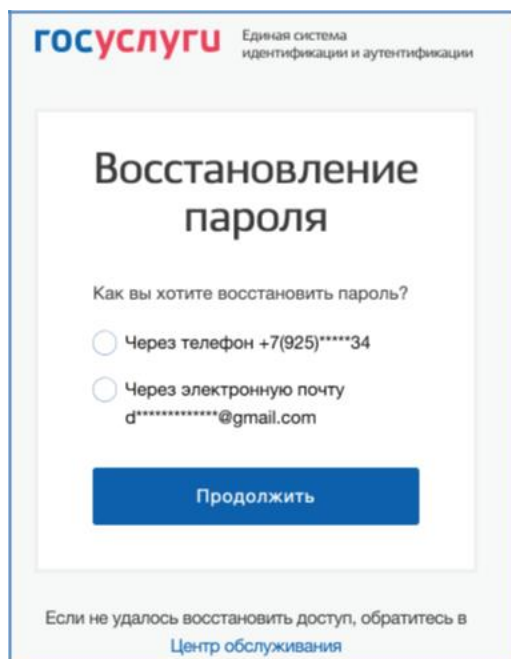 госуслуги
Единая система
идентификации и аутентификации
Восстановление
пароля
Как вы хотите восстановить пароль?
Через телефон +7(925)*****34
Через электронную почту
d*************@gmail.com
Продолжить
Если не удалось восстановить доступ, обратитесь в
Центр обслуживания